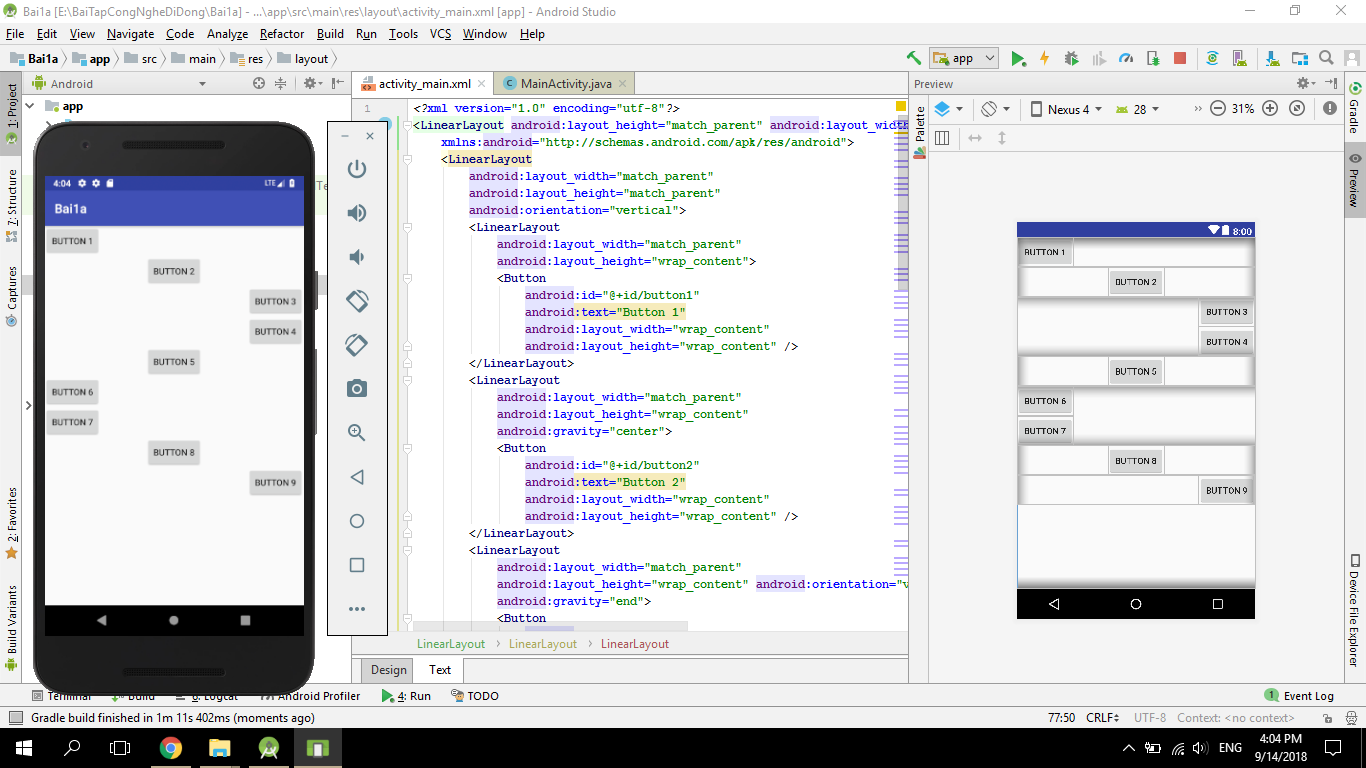 Bai1a [E:\BaiTapCongNgheDiDong\Bai1a] - ...\app\src\main\res\layout\activity_main.xml [app] - Android Studio
File Edit View Navigate Code Analyze Refactor Build Run Tools VCS Window Help
Bai1a app src main res layout
app
Android
activity_main.xml
MainActivity.java
Preview
app
1: Project
7: Structure
Captures
2: Favorites
Build Variants
4:04 LTE
Bai1a
BUTTON 1
BUTTON 2
BUTTON 3
BUTTON 4
BUTTON 5
BUTTON 6
BUTTON 7
BUTTON 8
BUTTON 9
1
<?xml version="1.0" encoding="utf-8"?>
<LinearLayout android:layout_height="match_parent" android:layout_width
xmlns:android="http://schemas.android.com/apk/res/android">
<LinearLayout
android:layout_width="match_parent"
android:layout_height="match_parent"
android:orientation="vertical">
<LinearLayout
android:layout_width="match_parent"
android:layout_height="wrap_content">
<Button
android:id="@+id/button1"
android:text="Button 1"
android:layout_width="wrap_content"
android:layout_height="wrap_content" />
</LinearLayout>
<LinearLayout
android:layout_width="match_parent"
android:layout_height="wrap_content"
android:gravity="center">
<Button
android:id="@+id/button2"
android:text="Button 2"
android:layout_width="wrap_content"
android:layout_height="wrap_content" />
</LinearLayout>
<LinearLayout
android:layout_width="match_parent"
android:layout_height="wrap_content" android:orientation="v
android:gravity="end">
<Button
LinearLayout LinearLayout LinearLayout
Design Text
Palette
Nexus 4 28 31%
8:00
BUTTON 1
BUTTON 2
BUTTON 3
BUTTON 4
BUTTON 5
BUTTON 6
BUTTON 7
BUTTON 8
BUTTON 9
Gradle
Preview
Device File Explorer
Terminal Build 6: Logcat Android Profiler 4: Run TODO 1 Event Log
Gradle build finished in 1m 11s 402ms (moments ago) 77:50 CRLF UTF-8 Context: <no context>
ENG
4:04 PM
9/14/2018